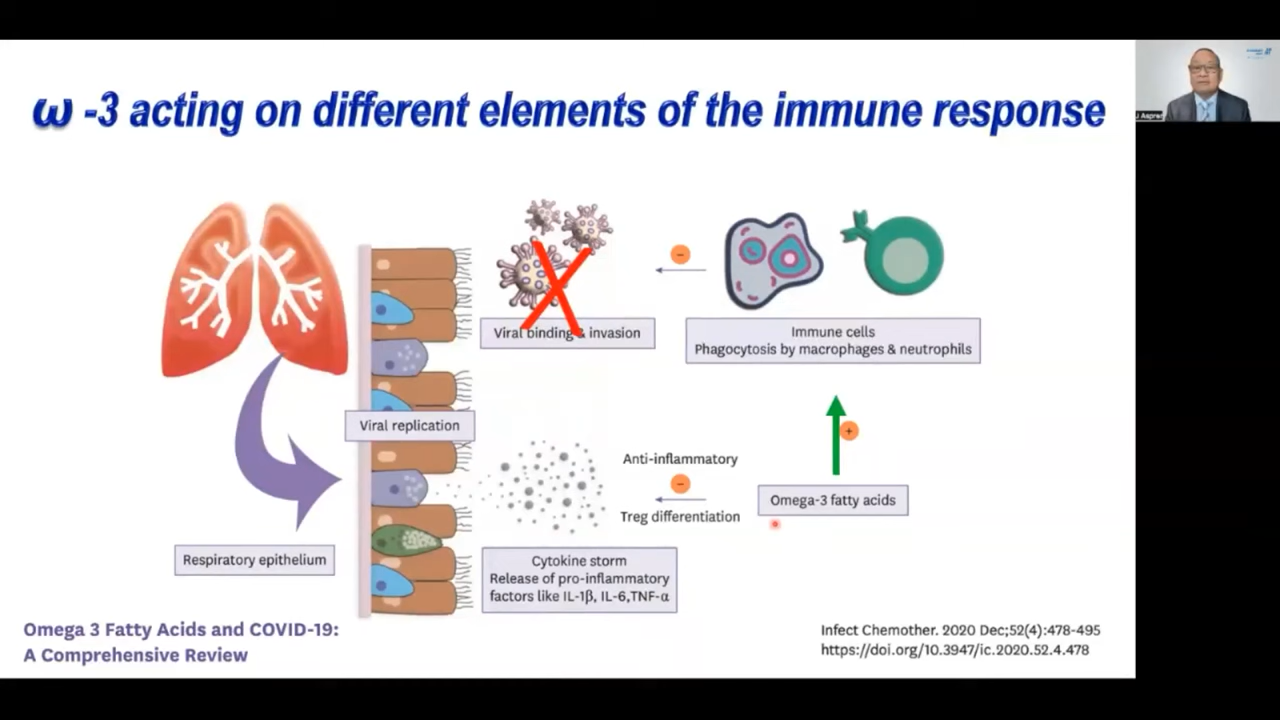 ω -3 acting on different elements of the immune response
Viral binding & invasion
Immune cells
Phagocytosis by macrophages & neutrophils
Viral replication
Anti-inflammatory
Treg differentiation
Omega-3 fatty acids
Respiratory epithelium
Cytokine storm
Release of pro-inflammatory
factors like IL-1β, IL-6,TNF-α
Omega 3 Fatty Acids and COVID-19:
A Comprehensive Review
Infect Chemother. 2020 Dec;52(4):478-495
https://doi.org/10.3947/ic.2020.52.4.478